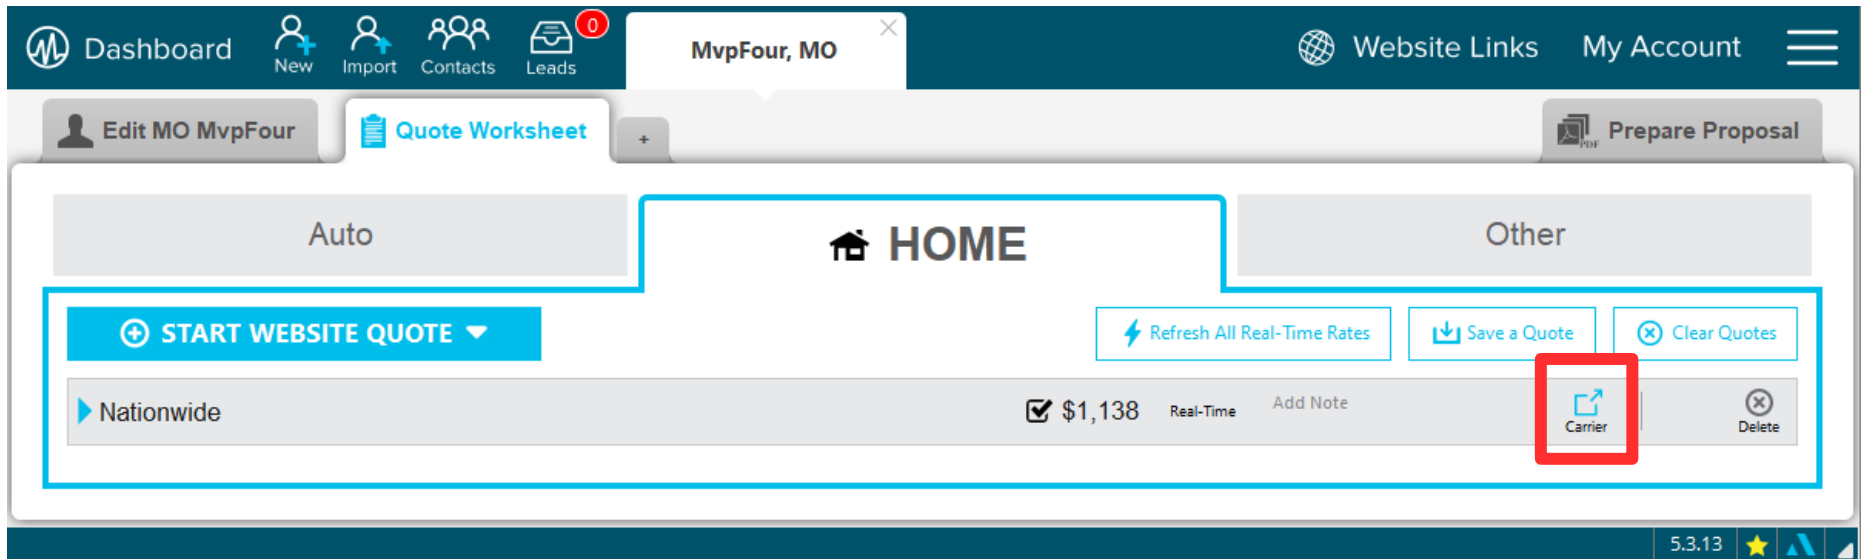 Dashboard
New
Import
Contacts
0
Leads
MvpFour, MO
Website Links
My Account
Edit MO MvpFour
Quote Worksheet
+
PDF
Prepare Proposal
Auto
HOME
Other
START WEBSITE QUOTE
Refresh All Real-Time Rates
Save a Quote
Clear Quotes
Nationwide
$1,138
Real-Time
Add Note
Carrier
Delete
5.3.13